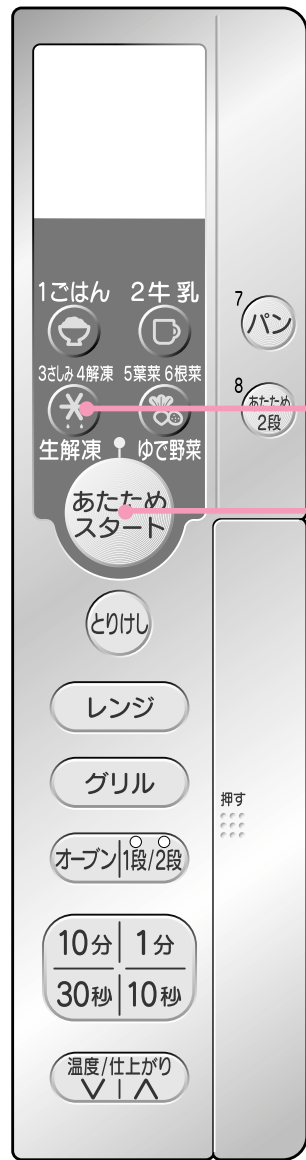 1ごはん 2牛乳
7
パン
3さしみ 4解凍 5葉菜 6根菜
8
あたため
2段
生解凍 ゆで野菜
あたため
スタート
とりけし
レンジ
グリル
押す
オーブン 1段/2段
10分 1分
30秒 10秒
温度/仕上がり